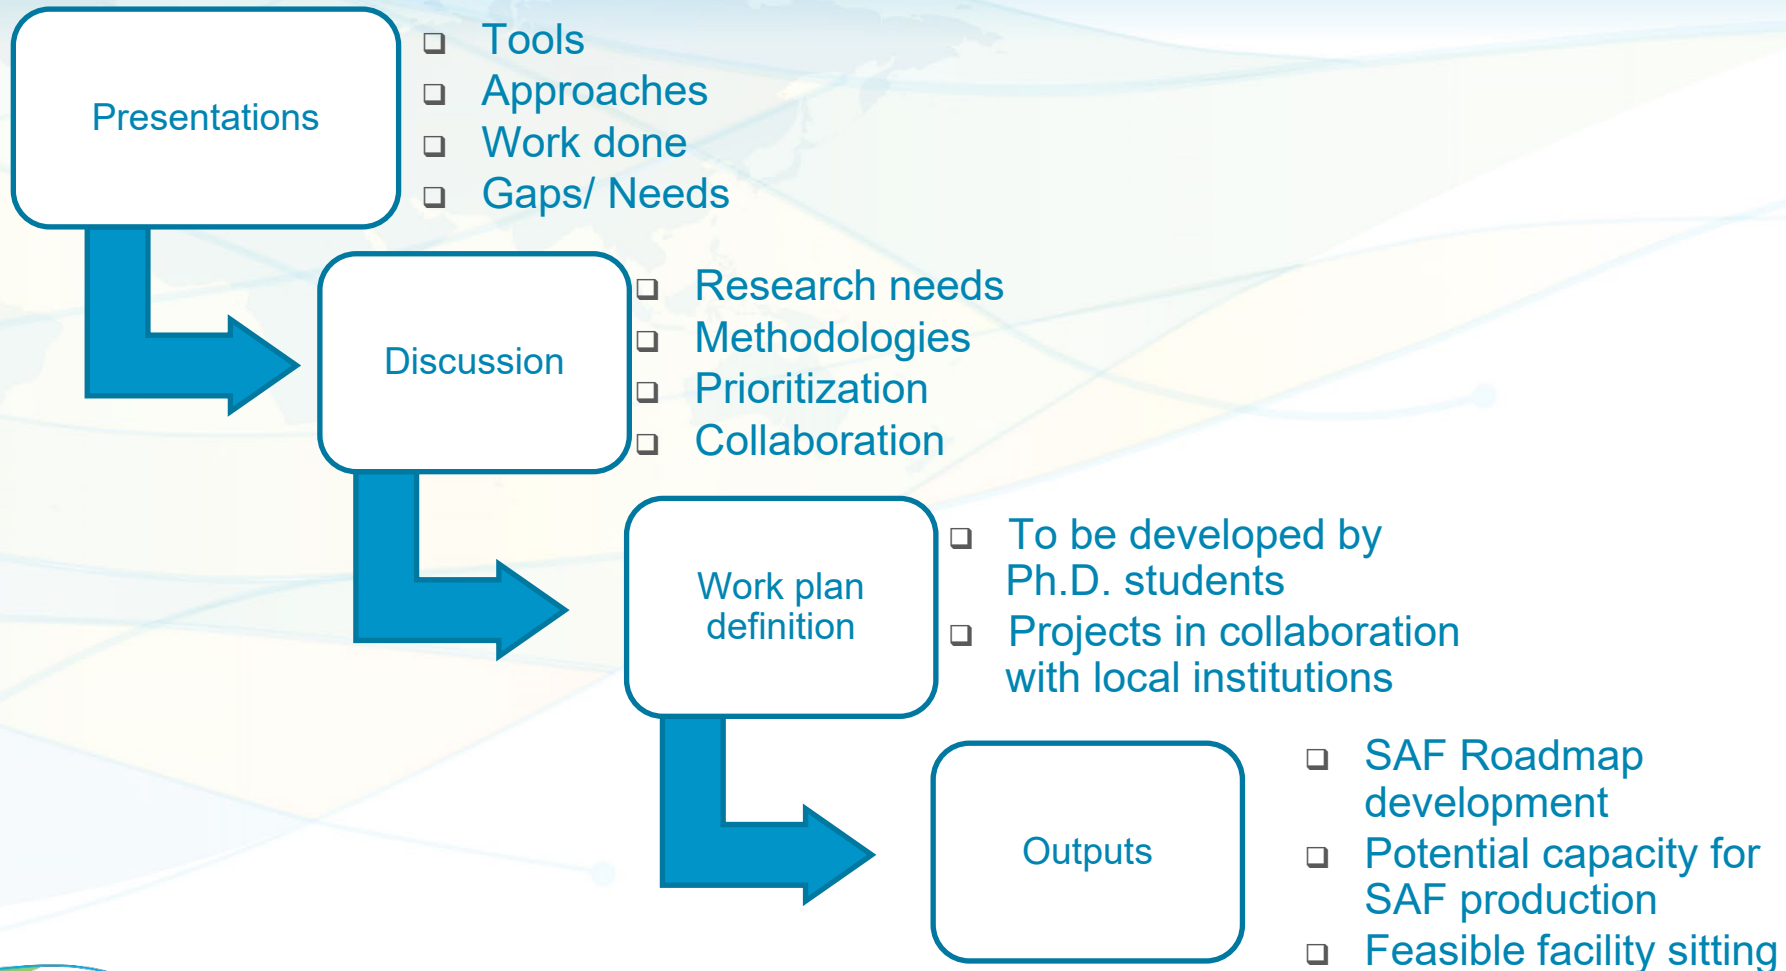 Presentations
Tools
Approaches
Work done
Gaps/ Needs
Discussion
Research needs
Methodologies
Prioritization
Collaboration
Work plan
definition
To be developed by
Ph.D. students
Projects in collaboration
with local institutions
Outputs
SAF Roadmap
development
Potential capacity for
SAF production
Feasible facility sitting